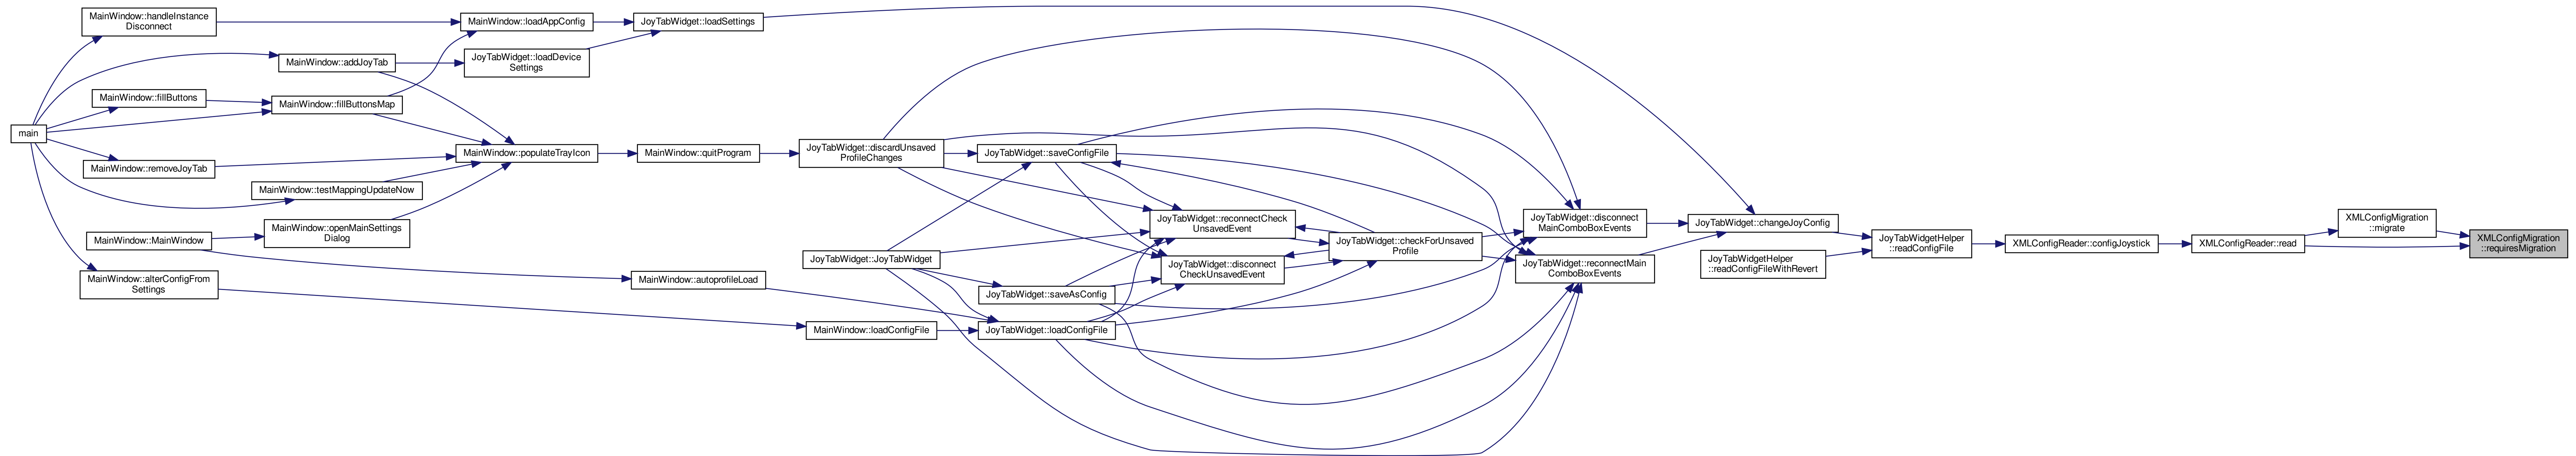 MainWindow::handleInstance
Disconnect
MainWindow::loadAppConfig
JoyTabWidget::loadSettings
MainWindow::addJoyTab
JoyTabWidget::loadDevice
Settings
MainWindow::fillButtons
MainWindow::fillButtonsMap
main
MainWindow::removeJoyTab
MainWindow::populateTrayIcon
MainWindow::quitProgram
JoyTabWidget::discardUnsaved
ProfileChanges
JoyTabWidget::saveConfigFile
MainWindow::testMappingUpdateNow
MainWindow::openMainSettings
Dialog
MainWindow::MainWindow
MainWindow::alterConfigFrom
Settings
MainWindow::autoprofileLoad
MainWindow::loadConfigFile
JoyTabWidget::JoyTabWidget
JoyTabWidget::saveAsConfig
JoyTabWidget::loadConfigFile
JoyTabWidget::reconnectCheck
UnsavedEvent
JoyTabWidget::disconnect
CheckUnsavedEvent
JoyTabWidget::checkForUnsaved
Profile
JoyTabWidget::disconnect
MainComboBoxEvents
JoyTabWidget::reconnectMain
ComboBoxEvents
JoyTabWidget::changeJoyConfig
JoyTabWidgetHelper
::readConfigFileWithRevert
JoyTabWidgetHelper
::readConfigFile
XMLConfigReader::configJoystick
XMLConfigReader::read
XMLConfigMigration
::migrate
XMLConfigMigration
::requiresMigration